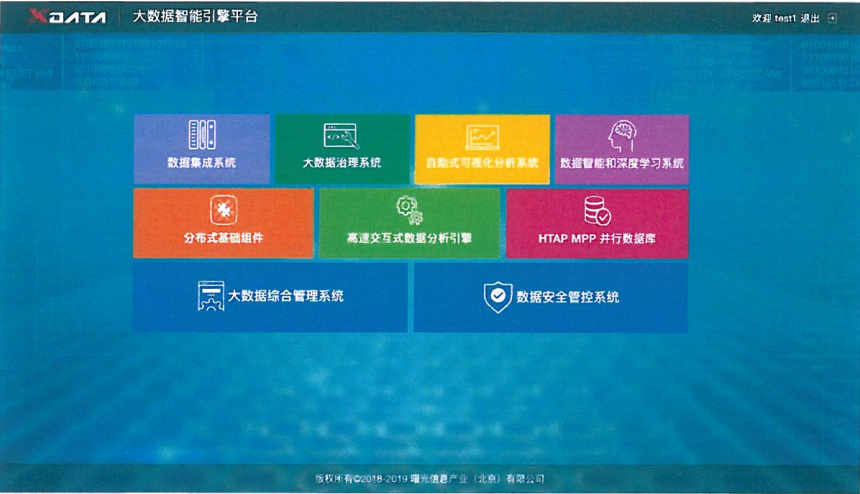 XDATA 大数据智能引擎平台
欢迎 test1 退出
数据集成系统
大数据治理系统
自助式可视化分析系统
数据智能和深度学习系统
分布式基础组件
高速交互式数据分析引擎
HTAP MPP 并行数据库
大数据综合管理系统
数据安全管控系统
版权所有©2018-2019 曙光信息产业（北京）有限公司